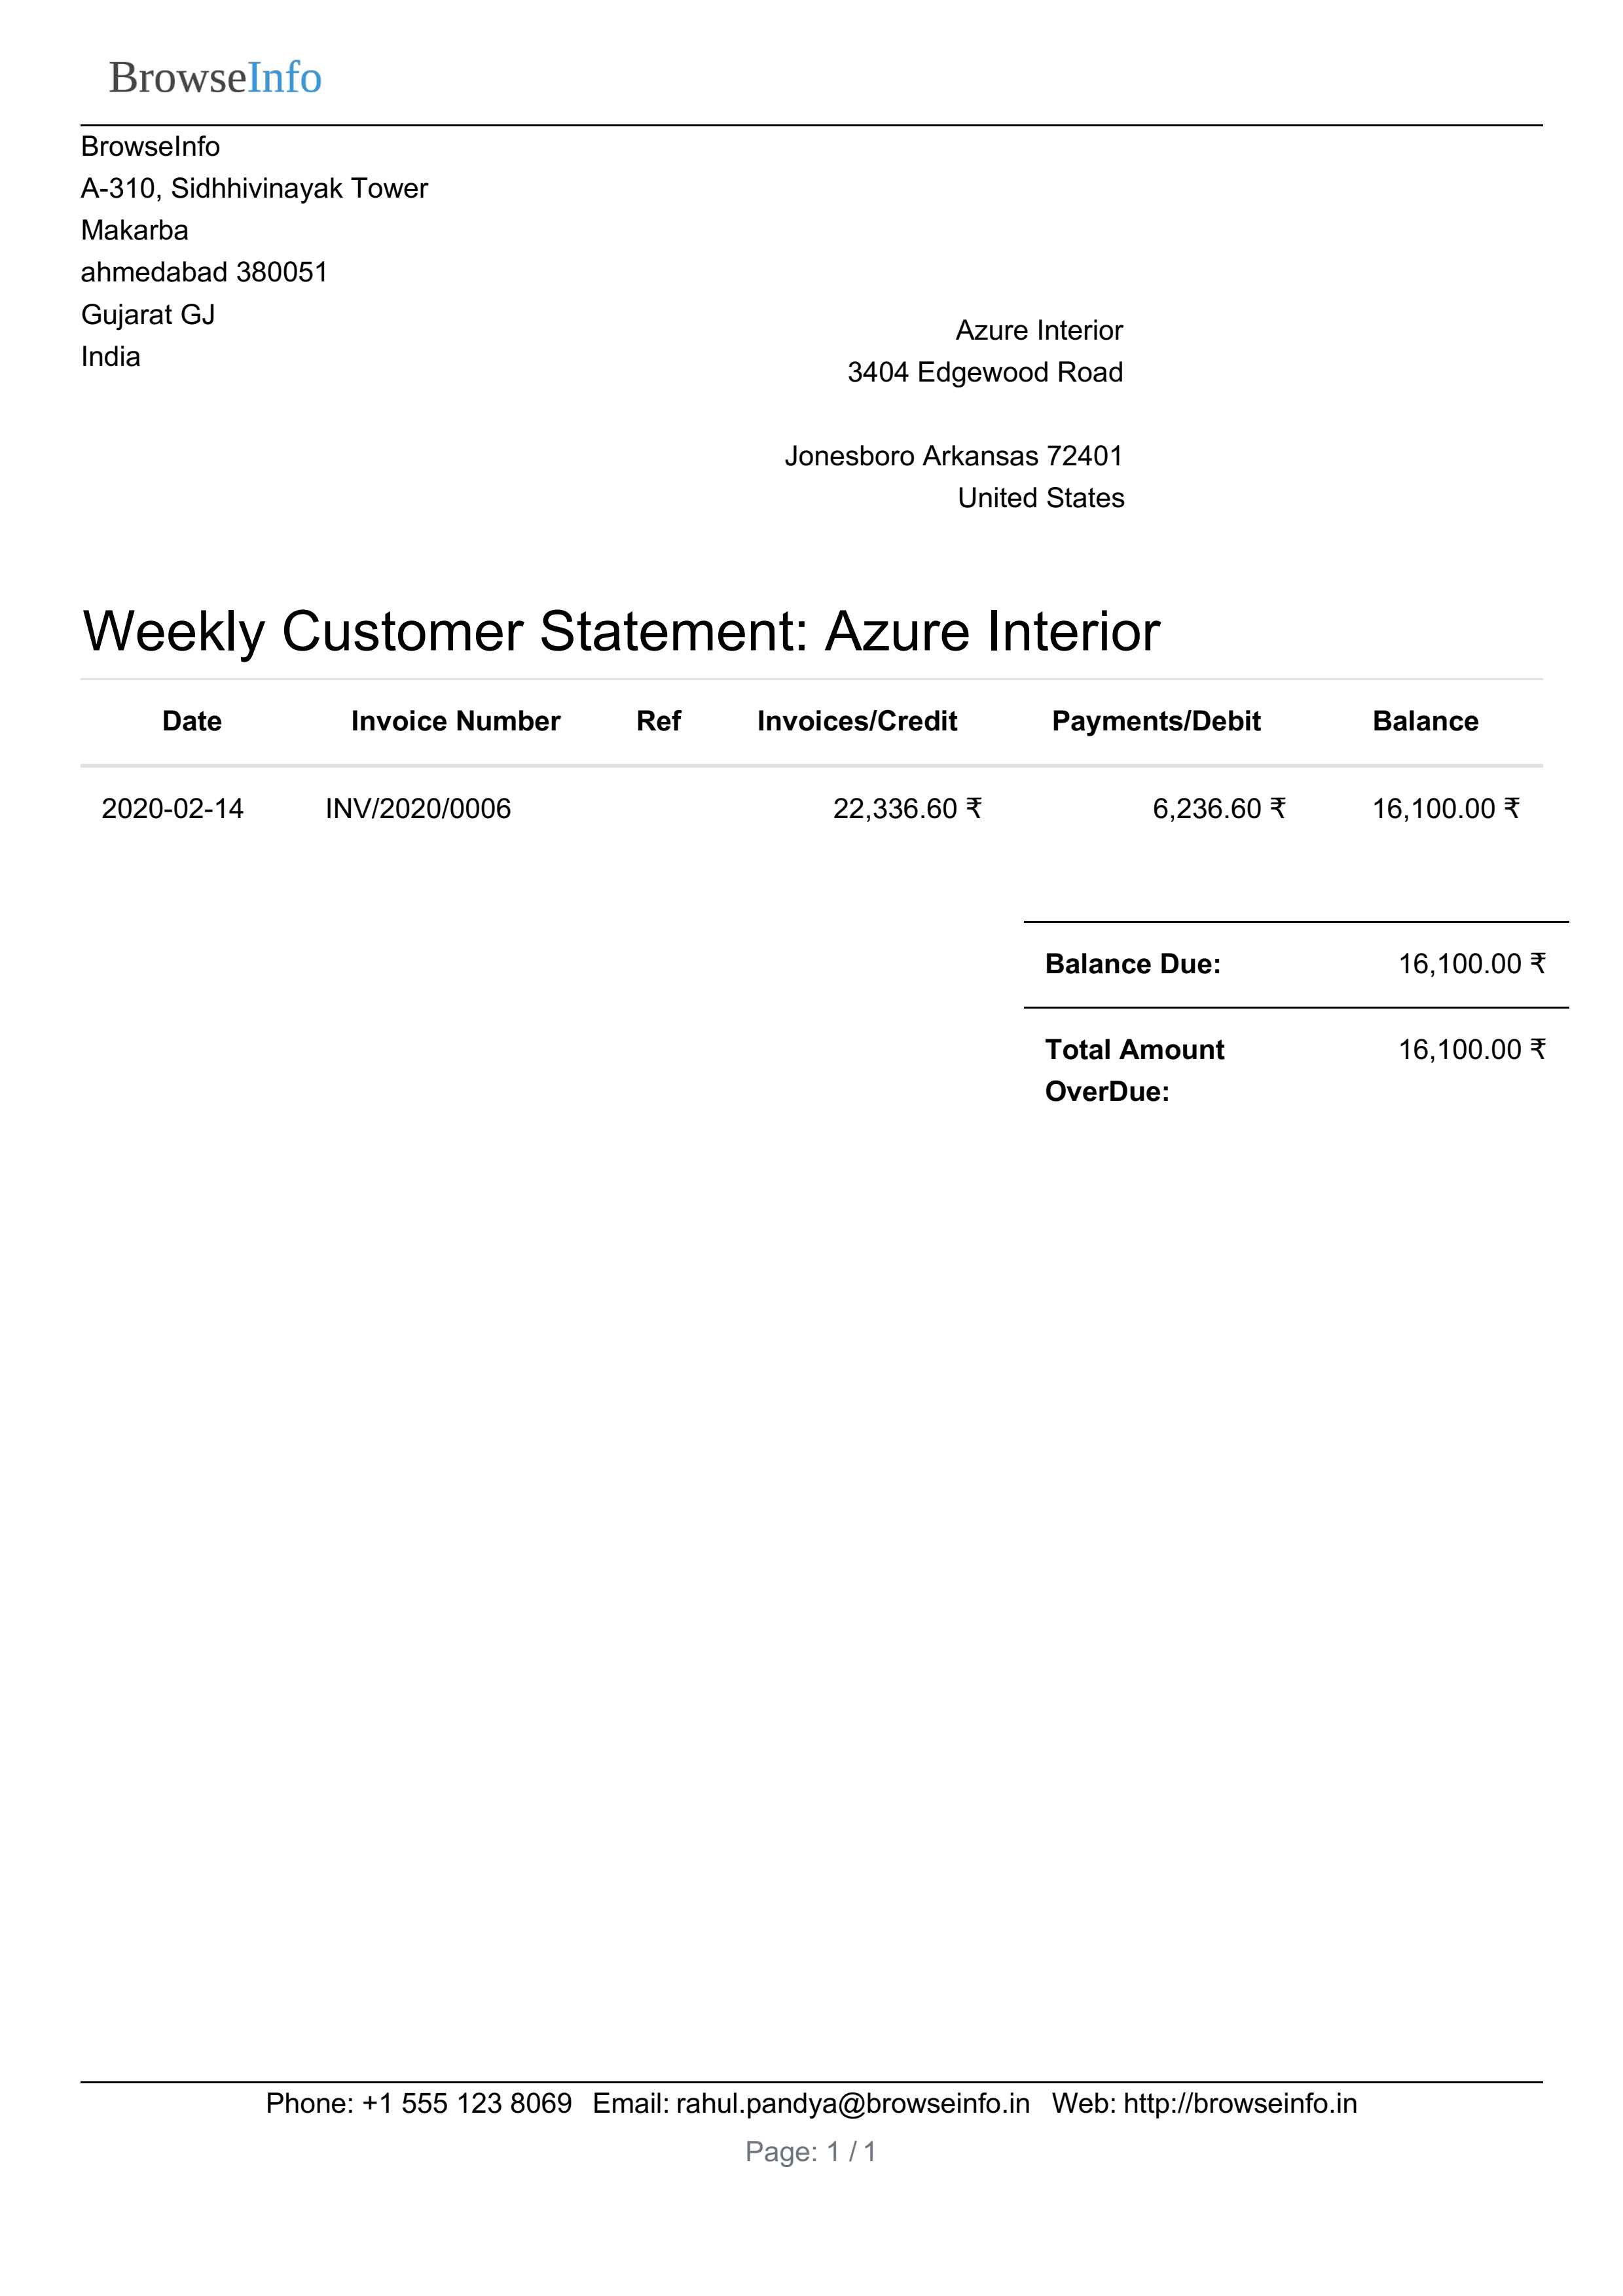 BrowseInfo
BrowseInfo
A-310, Sidhhivinayak Tower
Makarba
ahmedabad 380051
Gujarat GJ
India
Azure Interior
3404 Edgewood Road
Jonesboro Arkansas 72401
United States
Weekly Customer Statement: Azure Interior
Date Invoice Number Ref Invoices/Credit Payments/Debit Balance
2020-02-14 INV/2020/0006 22,336.60 ₹ 6,236.60 ₹ 16,100.00 ₹
Balance Due: 16,100.00 ₹
Total Amount 16,100.00 ₹
OverDue:
Phone: +1 555 123 8069 Email: rahul.pandya@browseinfo.in Web: http://browseinfo.in
Page: 1 / 1